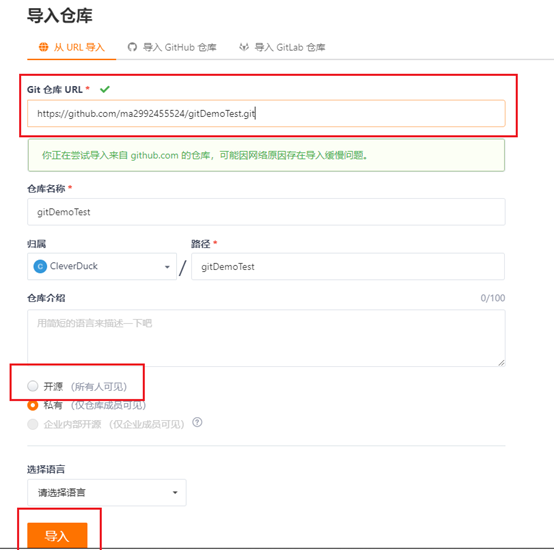 导入仓库
从 URL 导入 导入 GitHub 仓库 导入 GitLab 仓库
Git 仓库 URL *
https://github.com/ma2992455524/gitDemoTest.git
你正在尝试导入来自 github.com 的仓库，可能因网络原因存在导入缓慢问题。
仓库名称 *
gitDemoTest
归属 路径 *
CleverDuck / gitDemoTest
仓库介绍 0/100
用简短的语言来描述一下吧
开源 （所有人可见）
私有 （仅仓库成员可见）
企业内部开源 （仅企业成员可见） ?
选择语言
请选择语言
导入